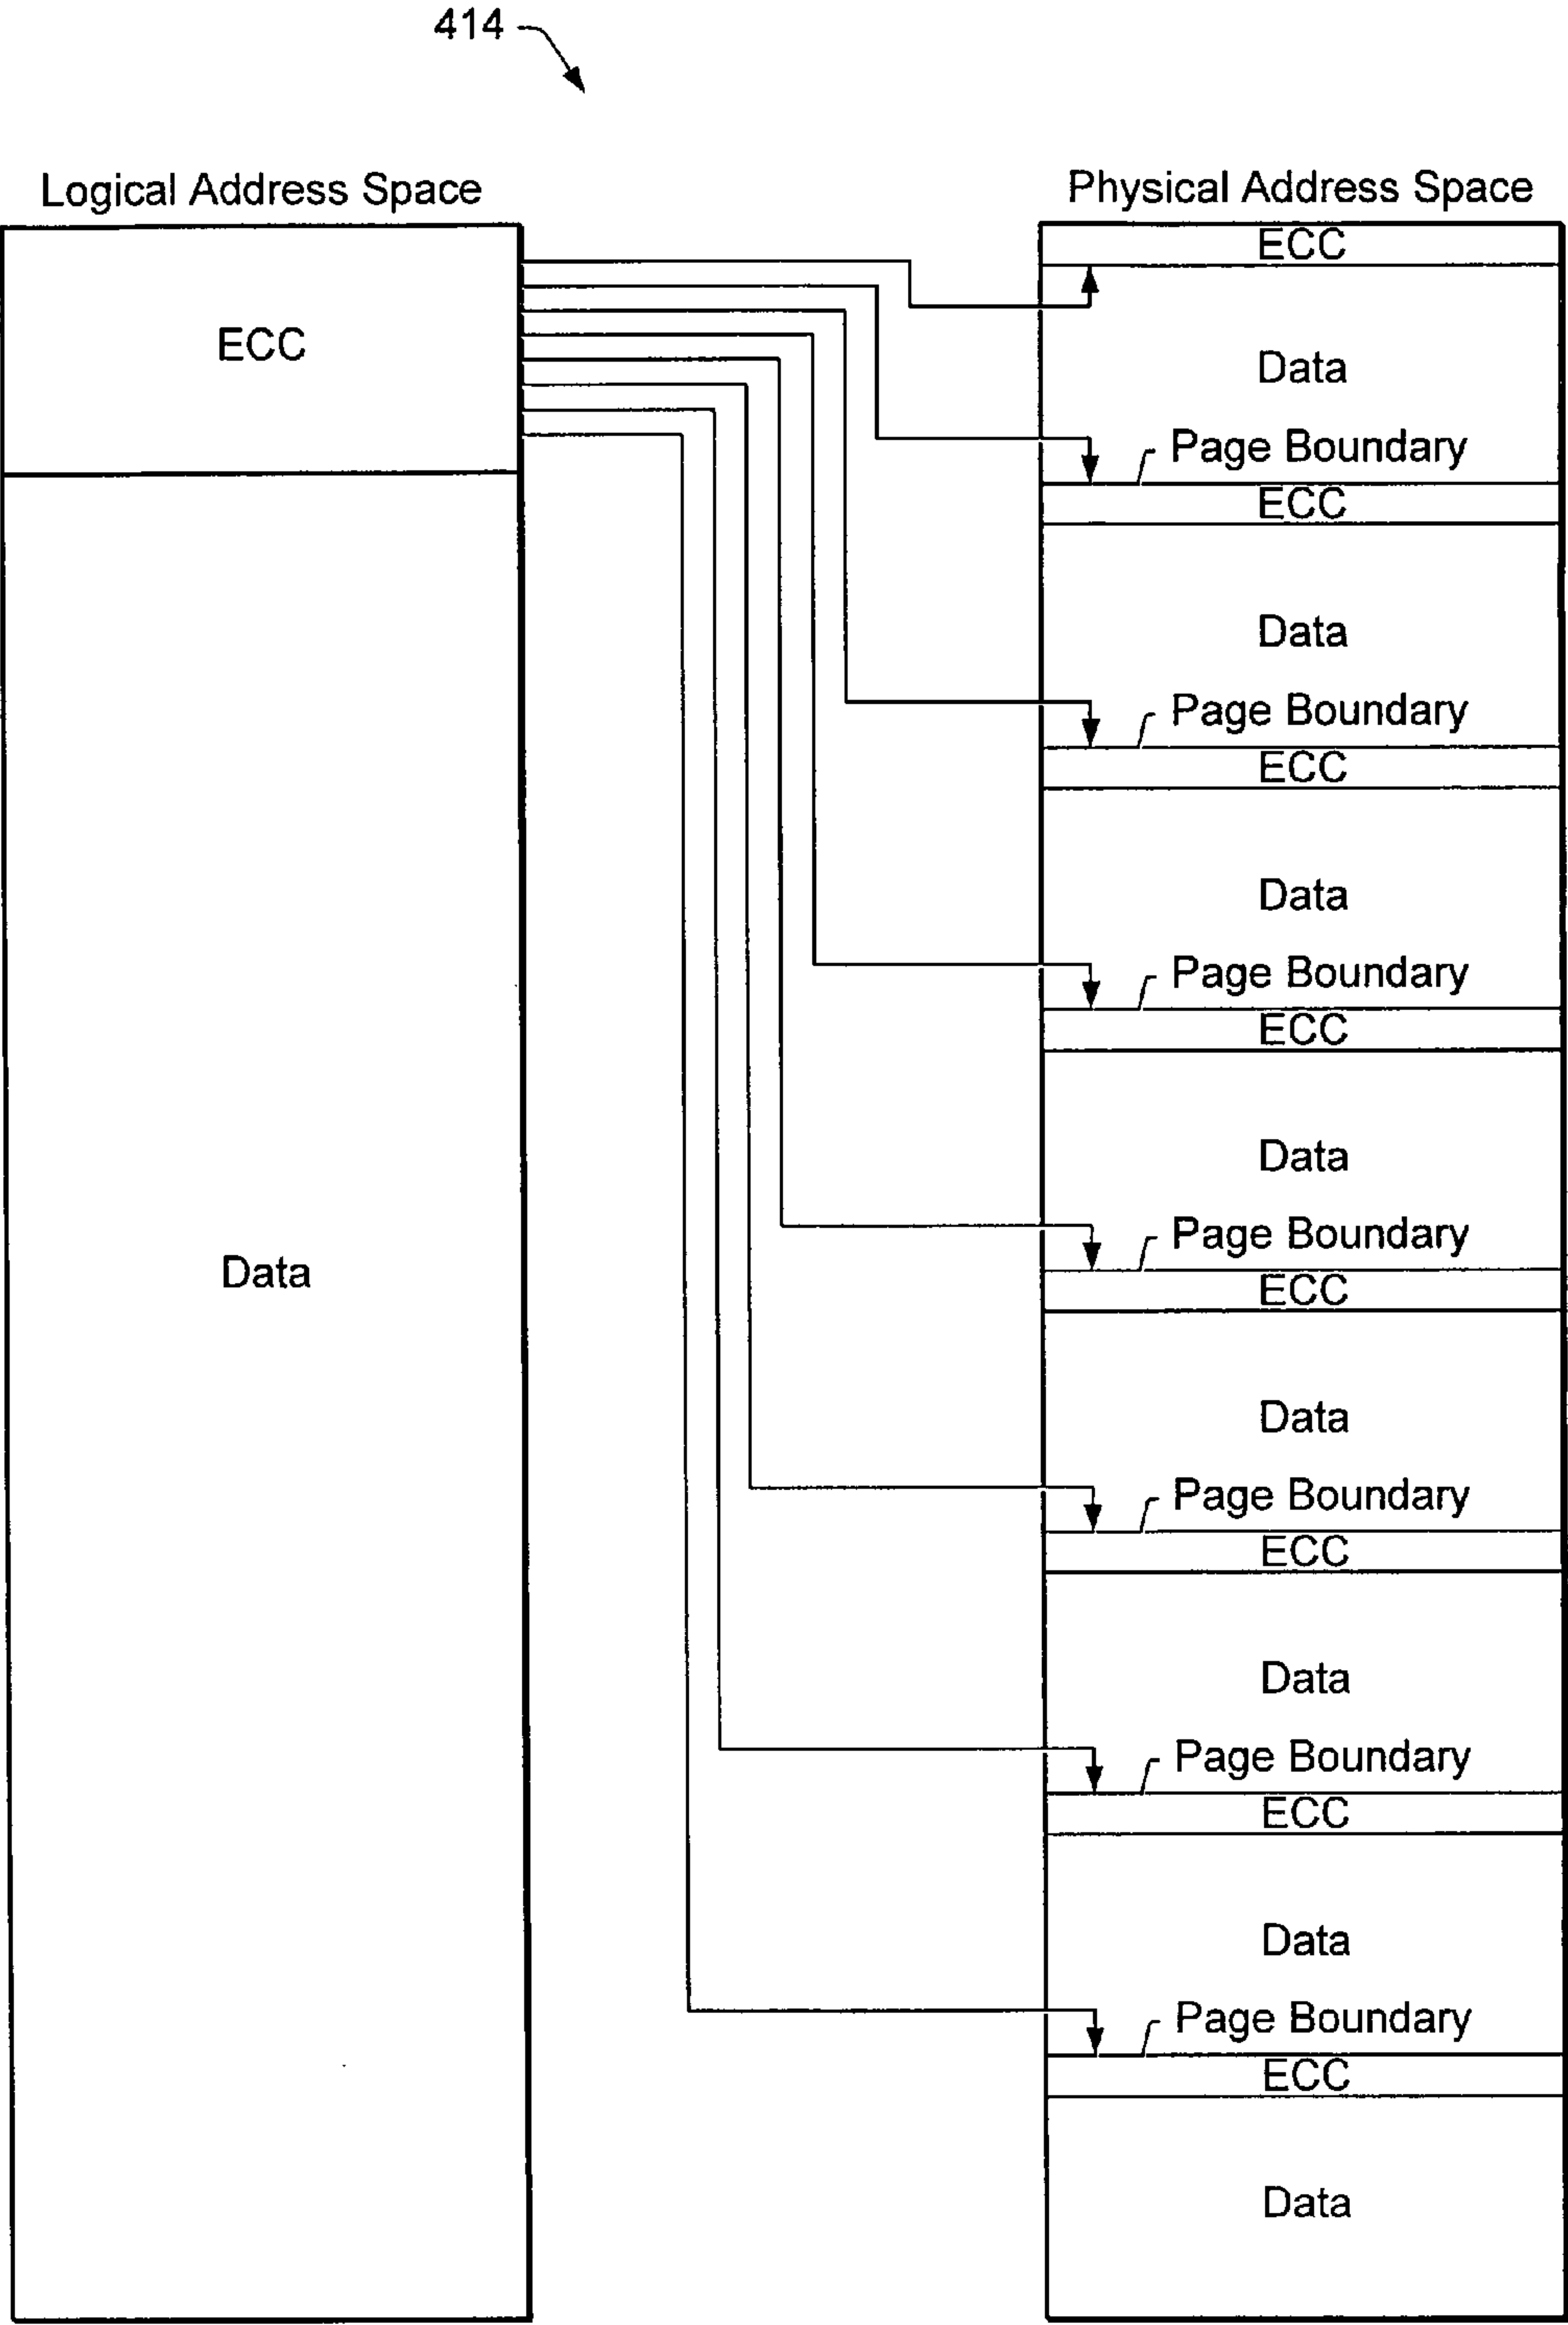 414
Logical Address Space
Physical Address Space
ECC
Data
ECC
Data
Page Boundary
ECC
Data
Page Boundary
ECC
Data
Page Boundary
ECC
Data
Page Boundary
ECC
Data
Page Boundary
ECC
Data
Page Boundary
ECC
Data
Page Boundary
ECC
Data